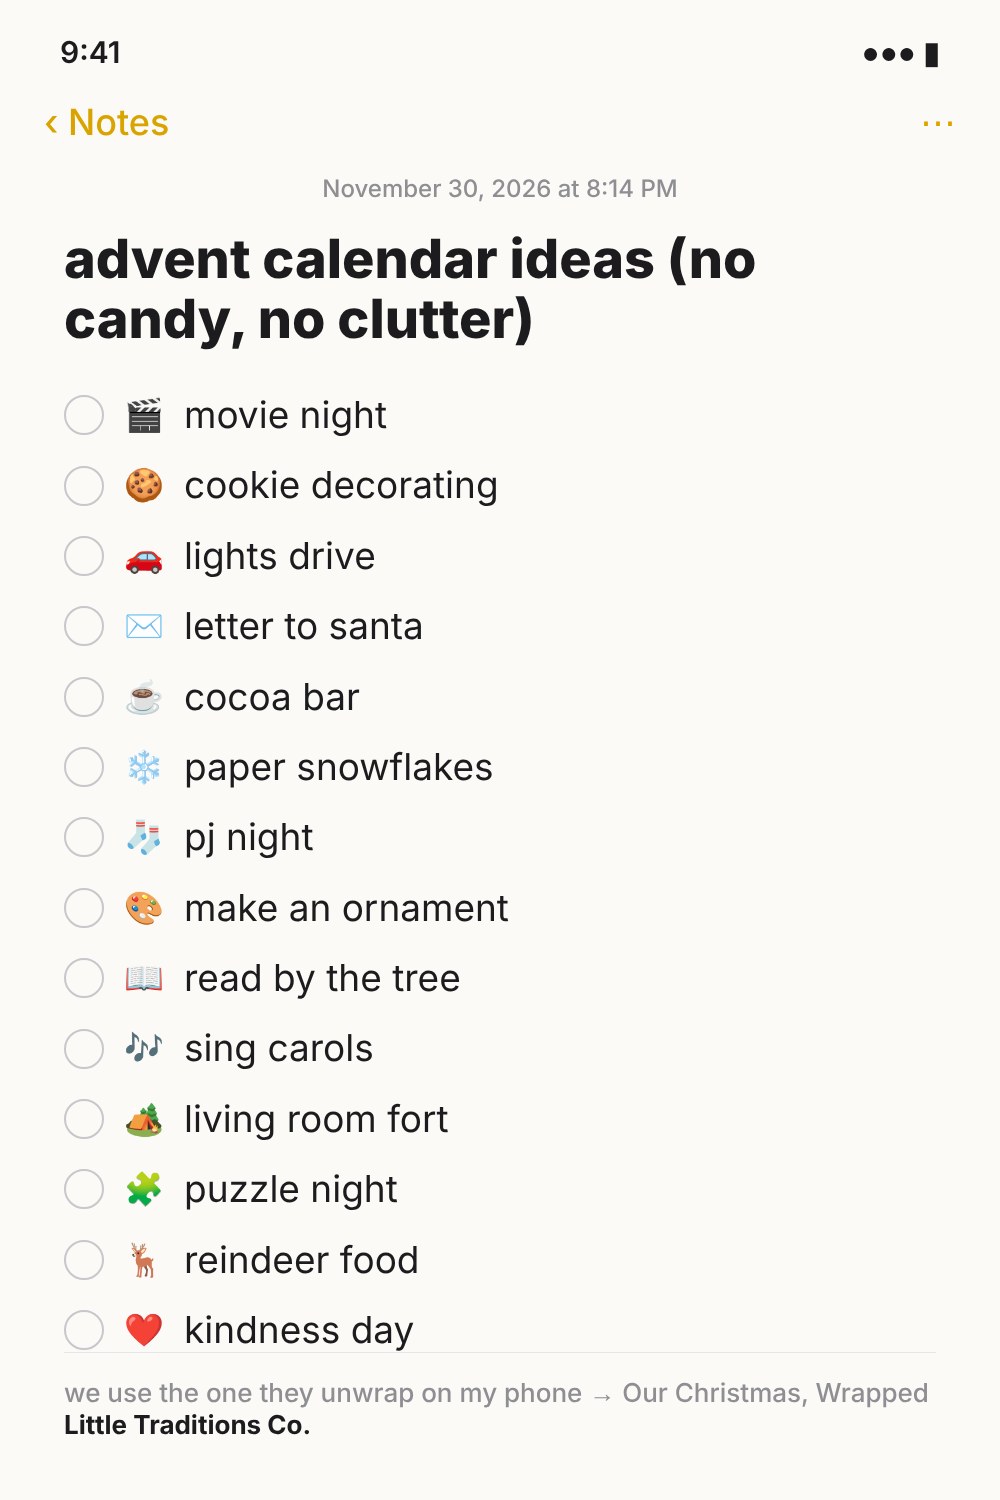 9:41
‹ Notes
November 30, 2026 at 8:14 PM
advent calendar ideas (no
candy, no clutter)
movie night
cookie decorating
lights drive
letter to santa
cocoa bar
paper snowflakes
pj night
make an ornament
read by the tree
sing carols
living room fort
puzzle night
reindeer food
kindness day
we use the one they unwrap on my phone → Our Christmas, Wrapped
Little Traditions Co.